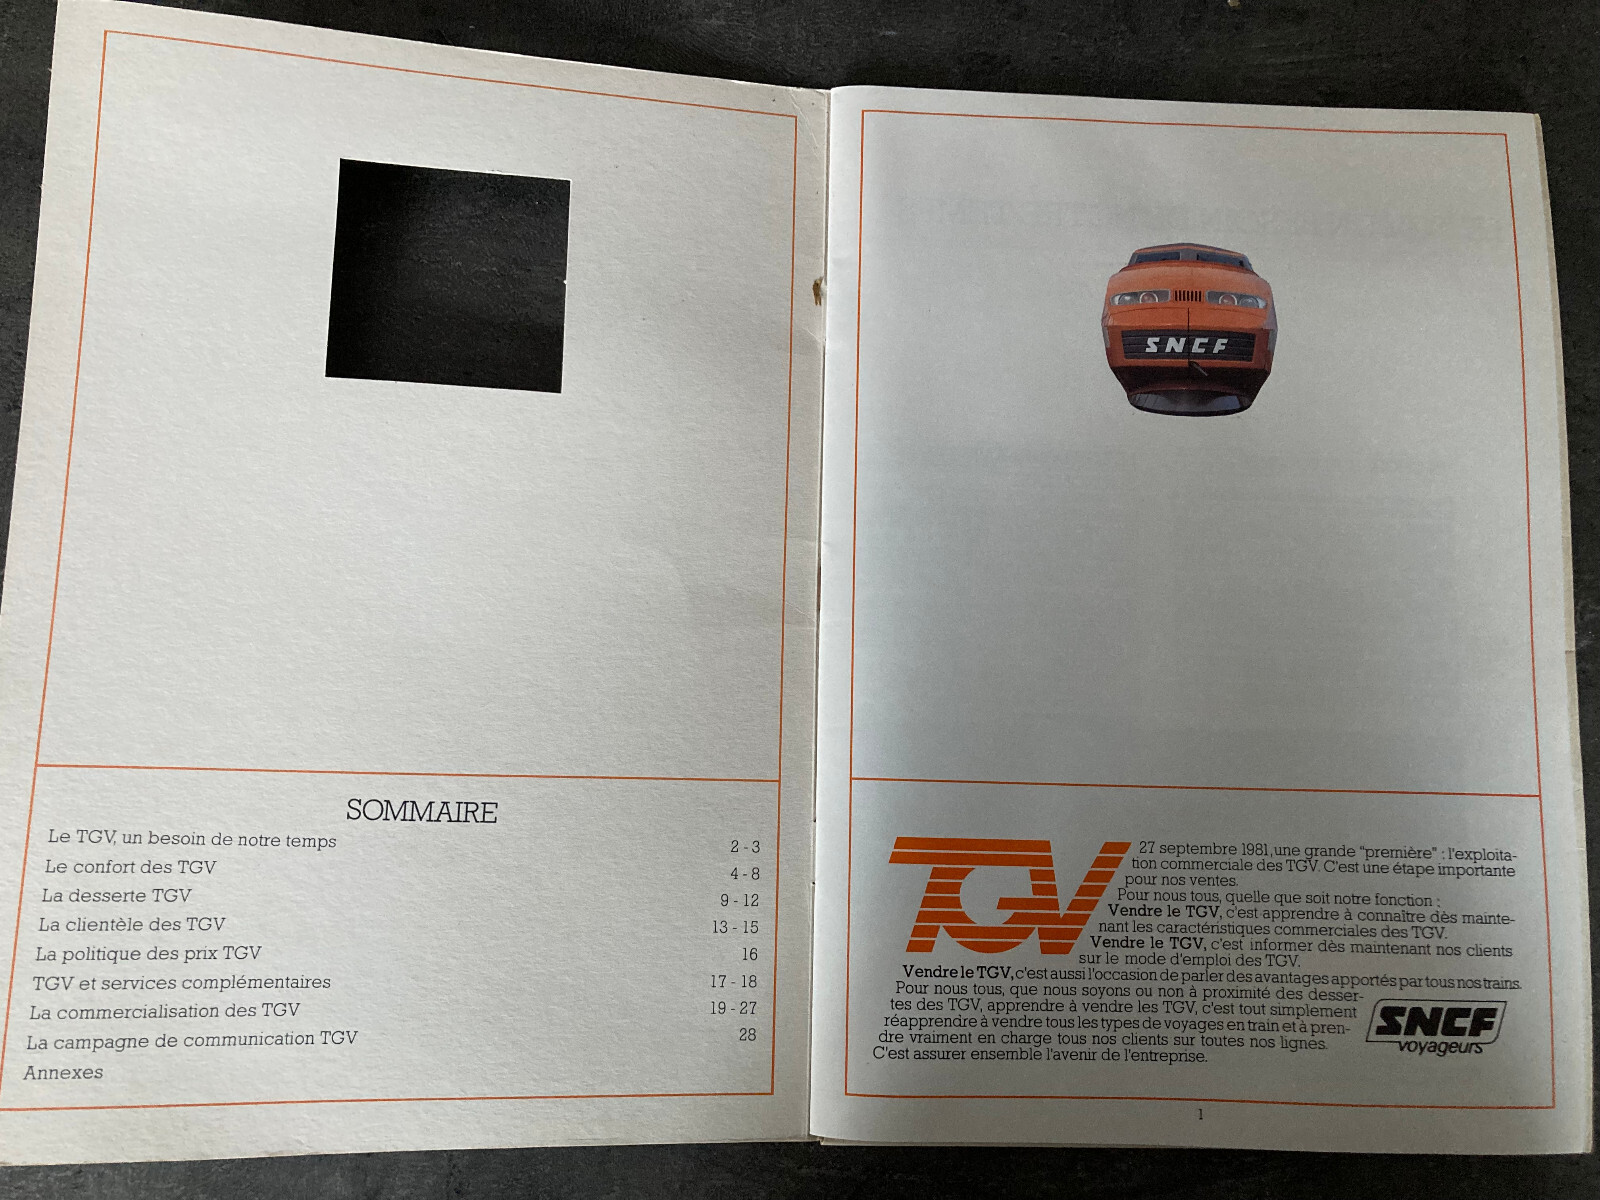 SOMMAIRE
Le TGV, un besoin de notre temps 2 - 3
Le confort des TGV 4 - 8
La desserte TGV 9 - 12
La clientèle des TGV 13 - 15
La politique des prix TGV 16
TGV et services complémentaires 17 - 18
La commercialisation des TGV 19 - 27
La campagne de communication TGV 28
Annexes
SNCF
TGV
27 septembre 1981, une grande "première" : l'exploita-
tion commerciale des TGV. C'est une étape importante
pour nos ventes.
Pour nous tous, quelle que soit notre fonction :
Vendre le TGV, c'est apprendre à connaître dès mainte-
nant les caractéristiques commerciales des TGV.
Vendre le TGV, c'est informer dès maintenant nos clients
sur le mode d'emploi des TGV.
Vendre le TGV, c'est aussi l'occasion de parler des avantages apportés par tous nos trains.
Pour nous tous, que nous soyons ou non à proximité des desser-
tes des TGV, apprendre à vendre les TGV, c'est tout simplement
réapprendre à vendre tous les types de voyages en train et à pren-
dre vraiment en charge tous nos clients sur toutes nos lignes.
C'est assurer ensemble l'avenir de l'entreprise.
SNCF
voyageurs
1